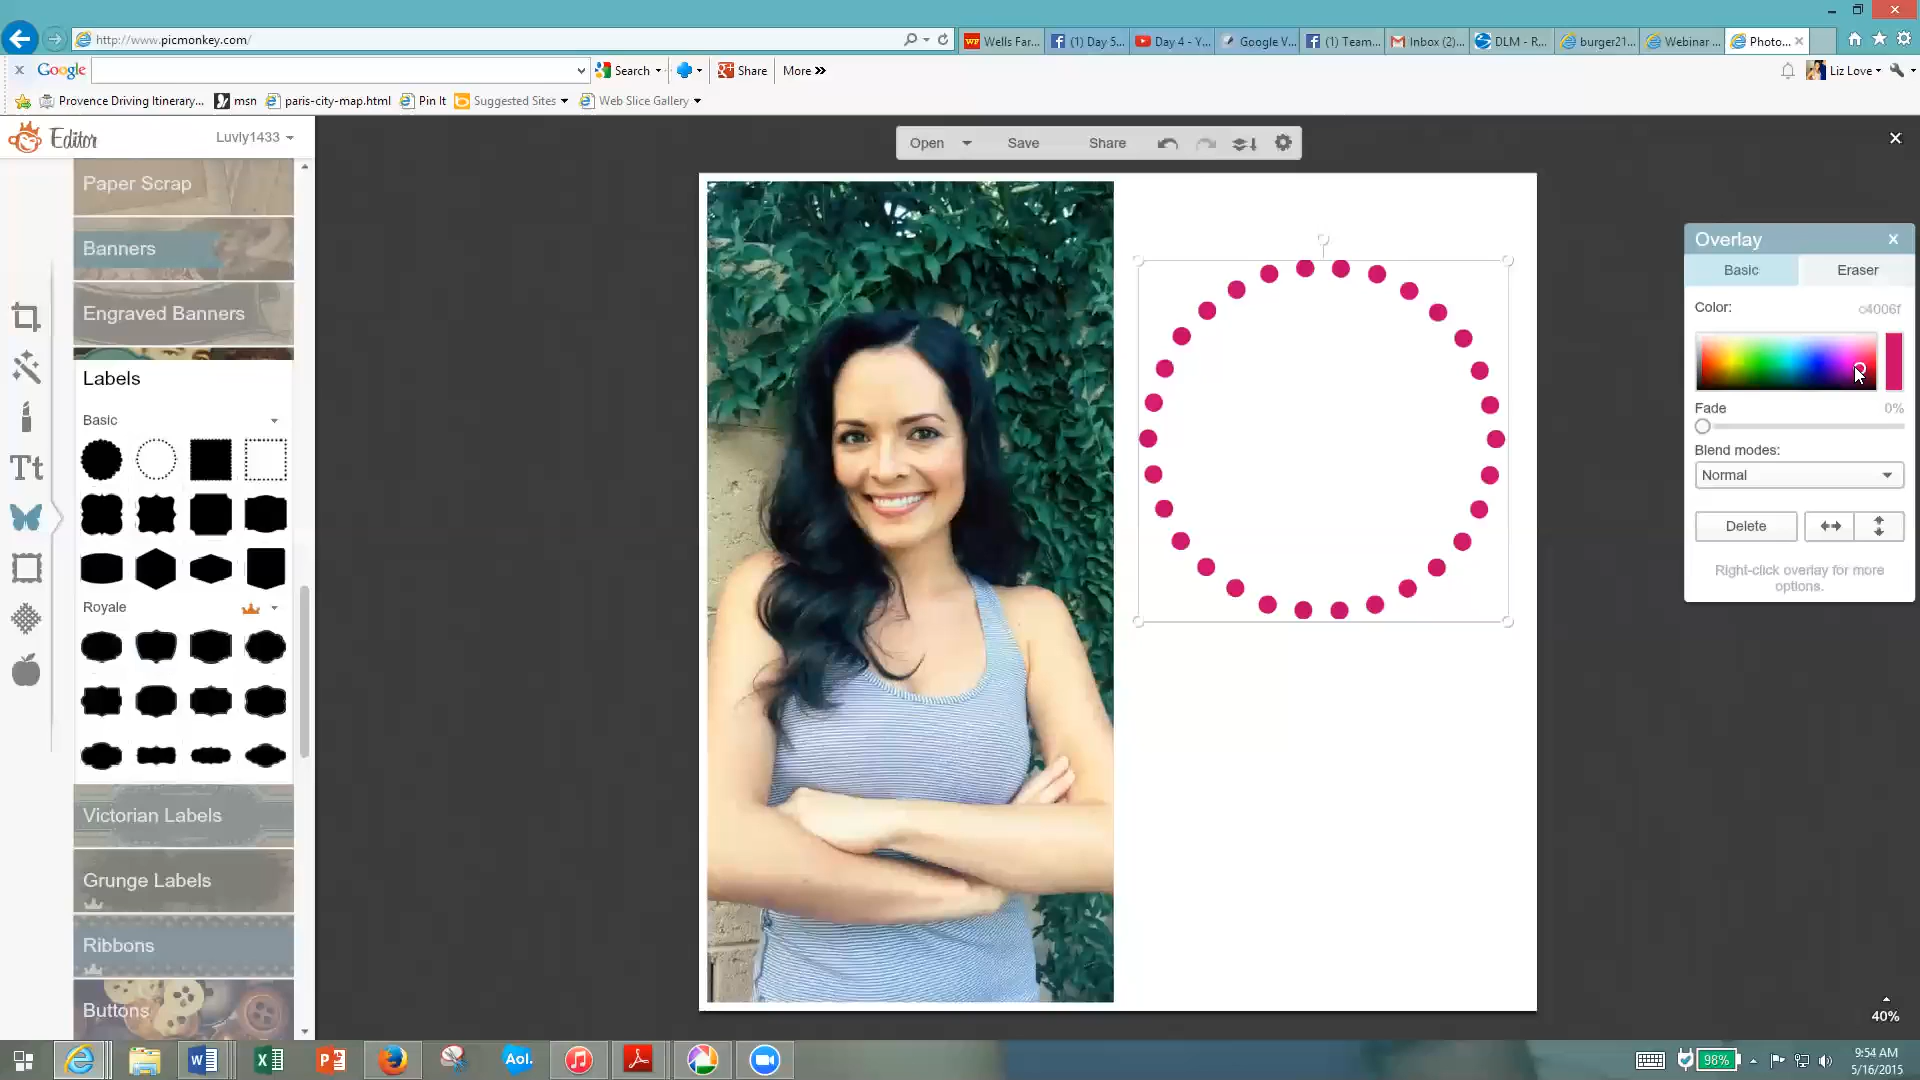 http://www.picmonkey.com/
Wells Far...
(1) Day 5...
Day 4 - Y...
Google V...
(1) Team...
Inbox (2)...
DLM - R...
burger21...
Webinar ...
Photo...
Google
Search
Share
More »
Liz Love
Provence Driving Itinerary...
msn
paris-city-map.html
Pin It
Suggested Sites
Web Slice Gallery
Editor
Luvly1433
Open
Save
Share
Paper Scrap
Banners
Engraved Banners
Labels
Basic
Royale
Victorian Labels
Grunge Labels
Ribbons
Buttons
Tt
Overlay
Basic
Eraser
Color:
c4006f
Fade
0%
Blend modes:
Normal
Delete
Right-click overlay for more
options.
40%
Aol.
98%
9:54 AM
5/16/2015